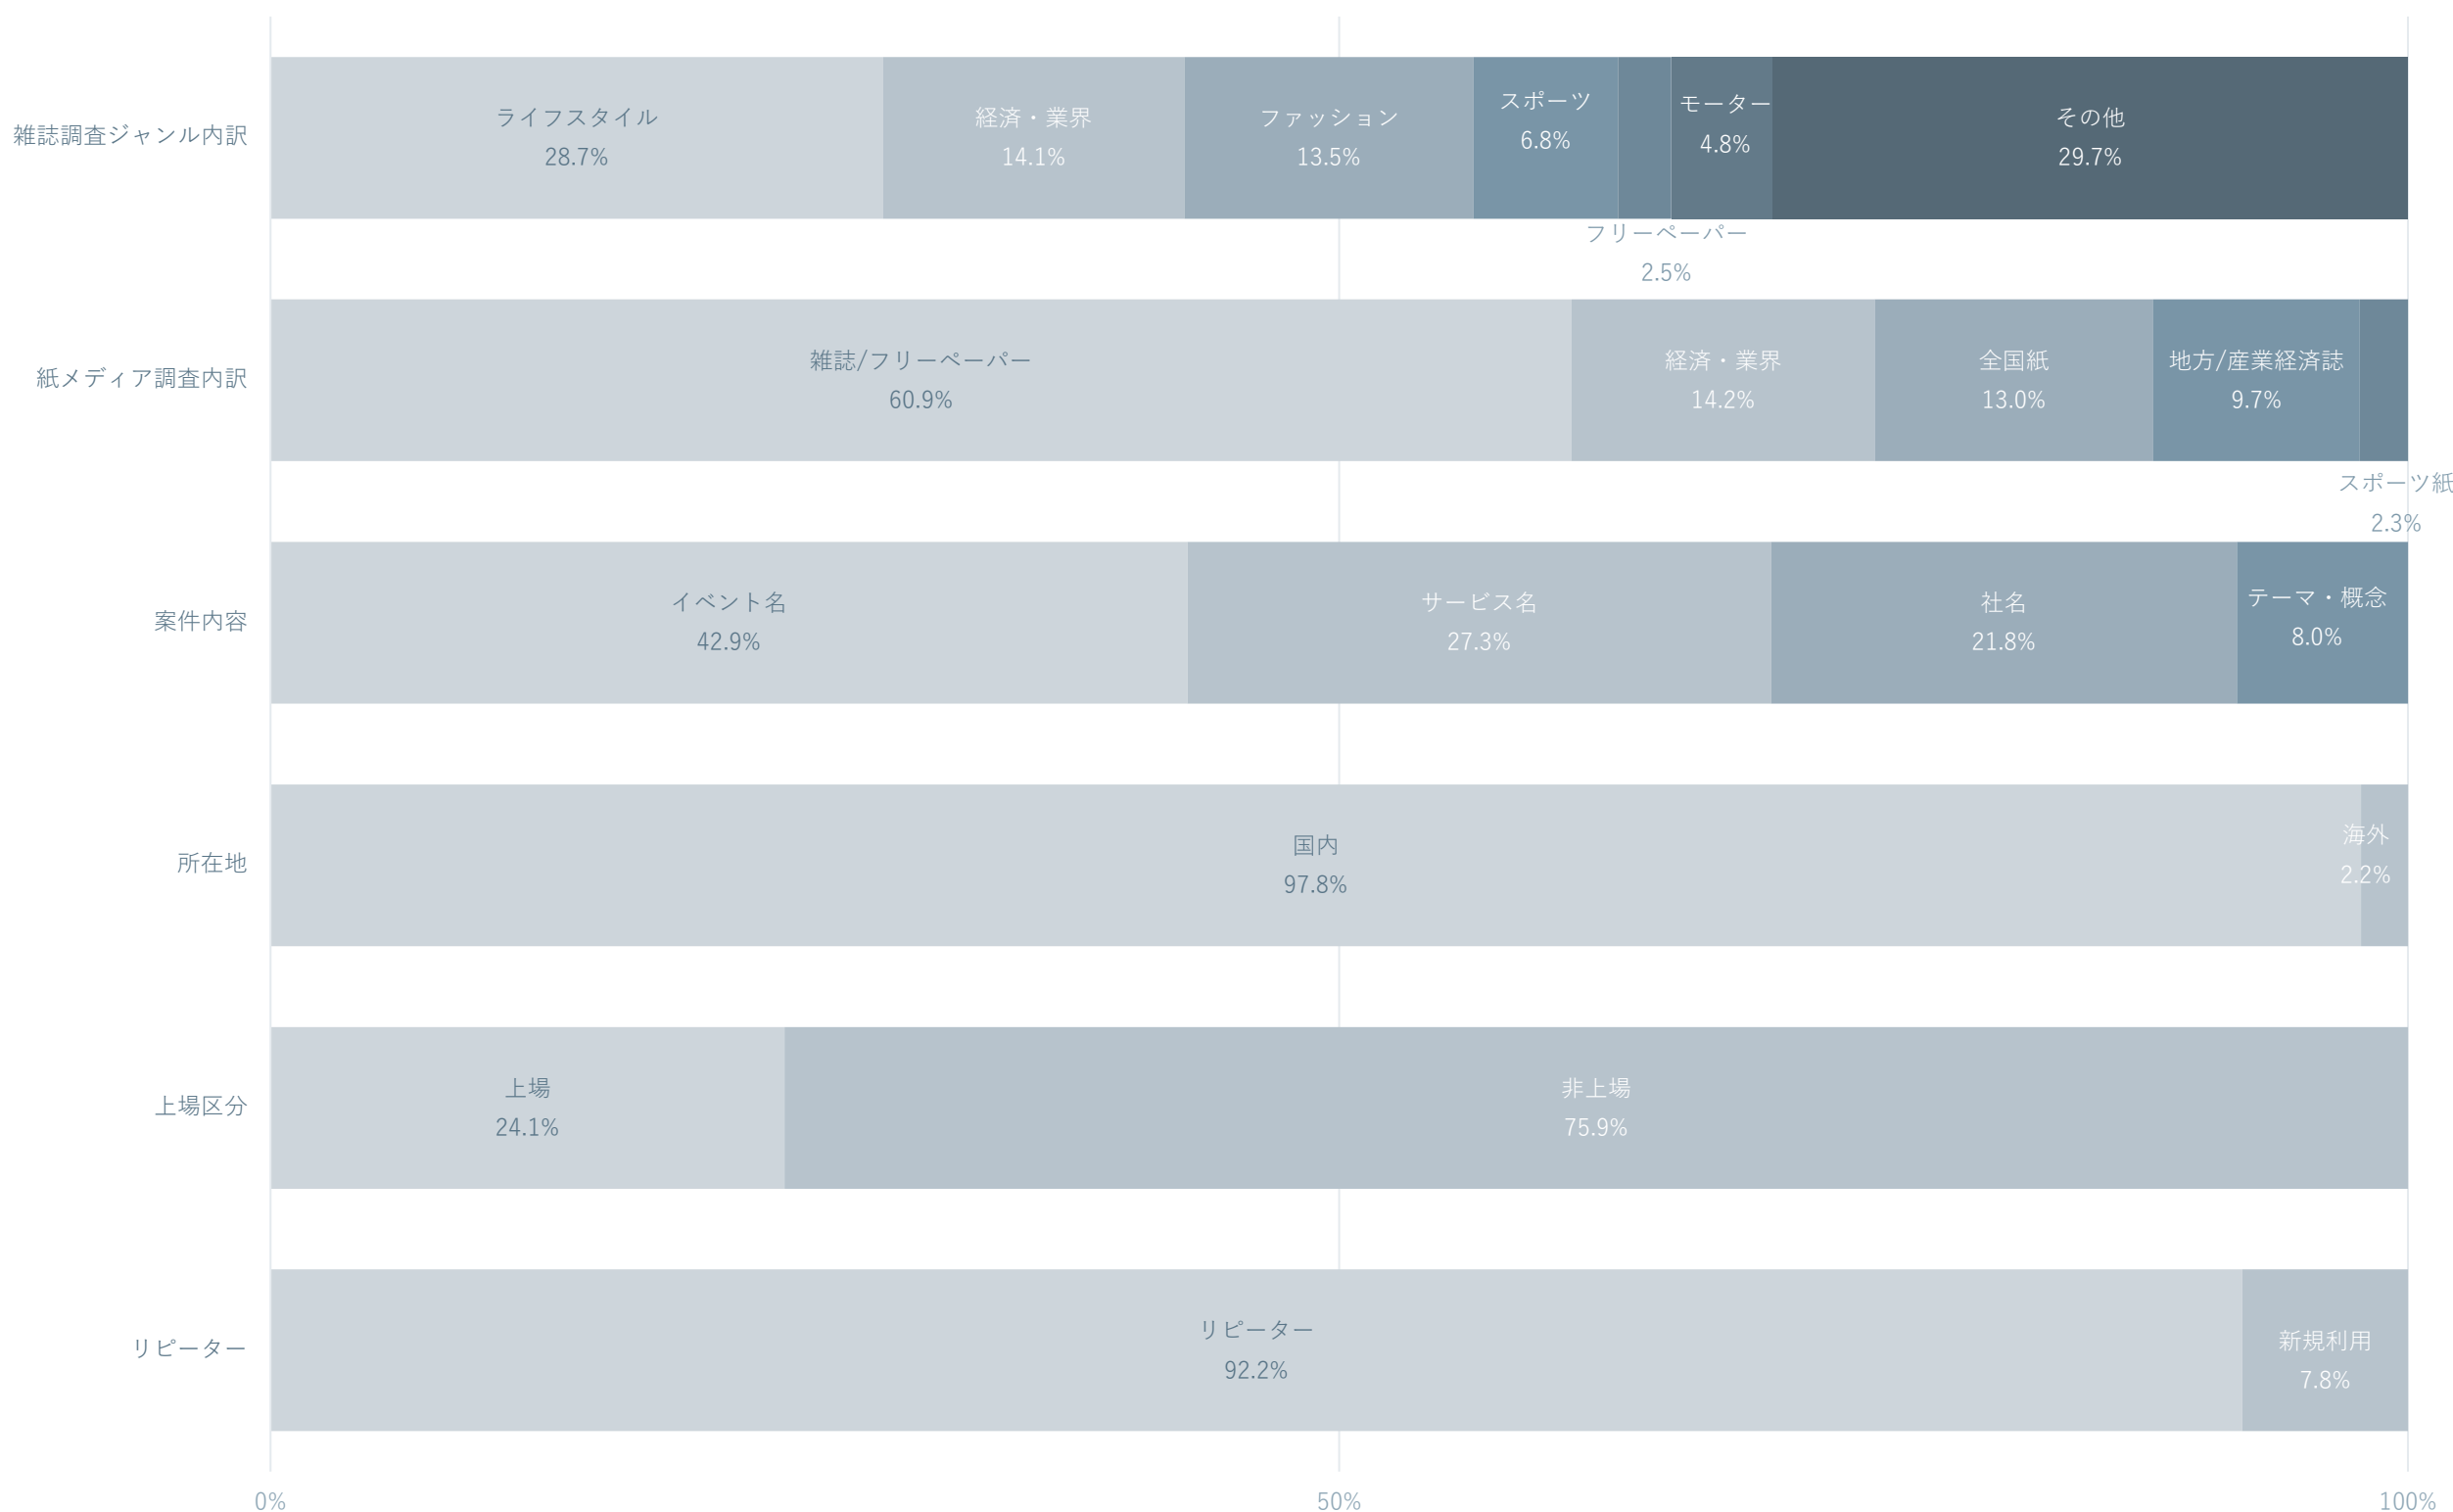 雑誌調査ジャンル内訳
ライフスタイル
28.7%
経済・業界
14.1%
ファッション
13.5%
スポーツ
6.8%
モーター
4.8%
その他
29.7%
フリーペーパー
2.5%
紙メディア調査内訳
雑誌/フリーペーパー
60.9%
経済・業界
14.2%
全国紙
13.0%
地方/産業経済誌
9.7%
スポーツ紙
2.3%
案件内容
イベント名
42.9%
サービス名
27.3%
社名
21.8%
テーマ・概念
8.0%
所在地
国内
97.8%
海外
2.2%
上場区分
上場
24.1%
非上場
75.9%
リピーター
リピーター
92.2%
新規利用
7.8%
0%
50%
100%